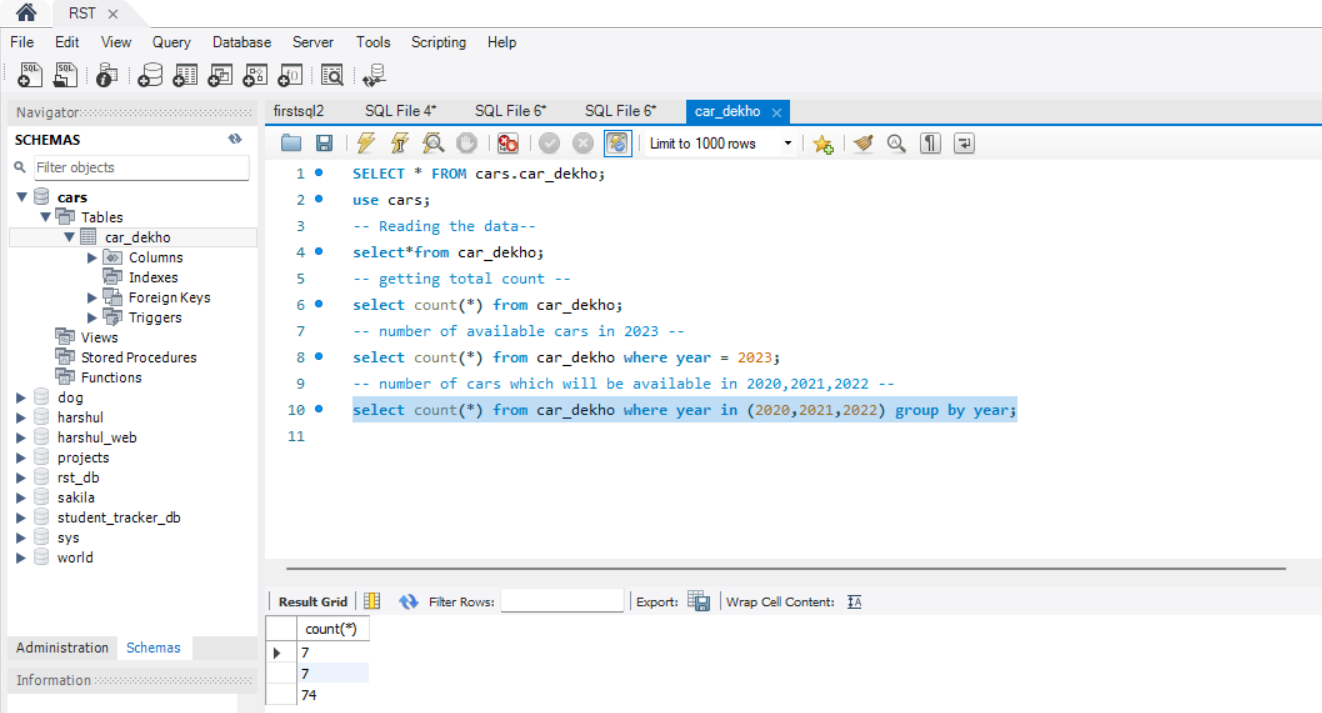 RST
File Edit View Query Database Server Tools Scripting Help
Navigator
SCHEMAS
Filter objects
cars
Tables
car_dekho
Columns
Indexes
Foreign Keys
Triggers
Views
Stored Procedures
Functions
dog
harshul
harshul_web
projects
rst_db
sakila
student_tracker_db
sys
world
Administration Schemas
Information
firstsql2 SQL File 4* SQL File 6* SQL File 6* car_dekho
Limit to 1000 rows
1 SELECT * FROM cars.car_dekho;
2 use cars;
3 -- Reading the data--
4 select*from car_dekho;
5 -- getting total count --
6 select count(*) from car_dekho;
7 -- number of available cars in 2023 --
8 select count(*) from car_dekho where year = 2023;
9 -- number of cars which will be available in 2020,2021,2022 --
10 select count(*) from car_dekho where year in (2020,2021,2022) group by year;
11
Result Grid Filter Rows: Export: Wrap Cell Content: IA
count(*)
7
7
74